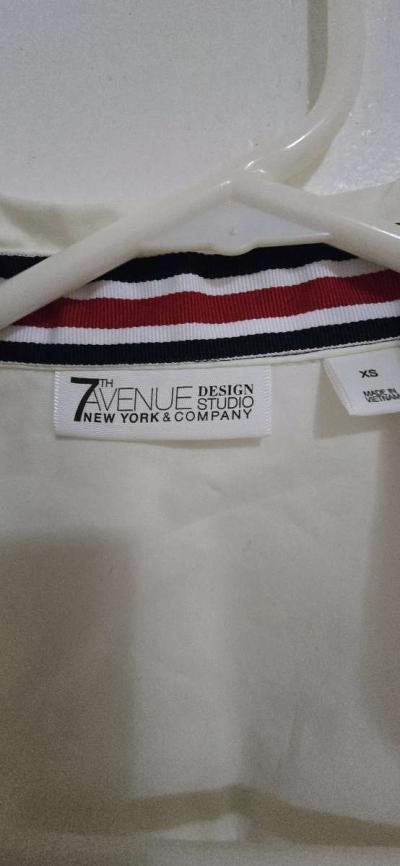 7TH AVENUE DESIGN STUDIO
NEW YORK & COMPANY
XS
MADE IN
VIETNAM